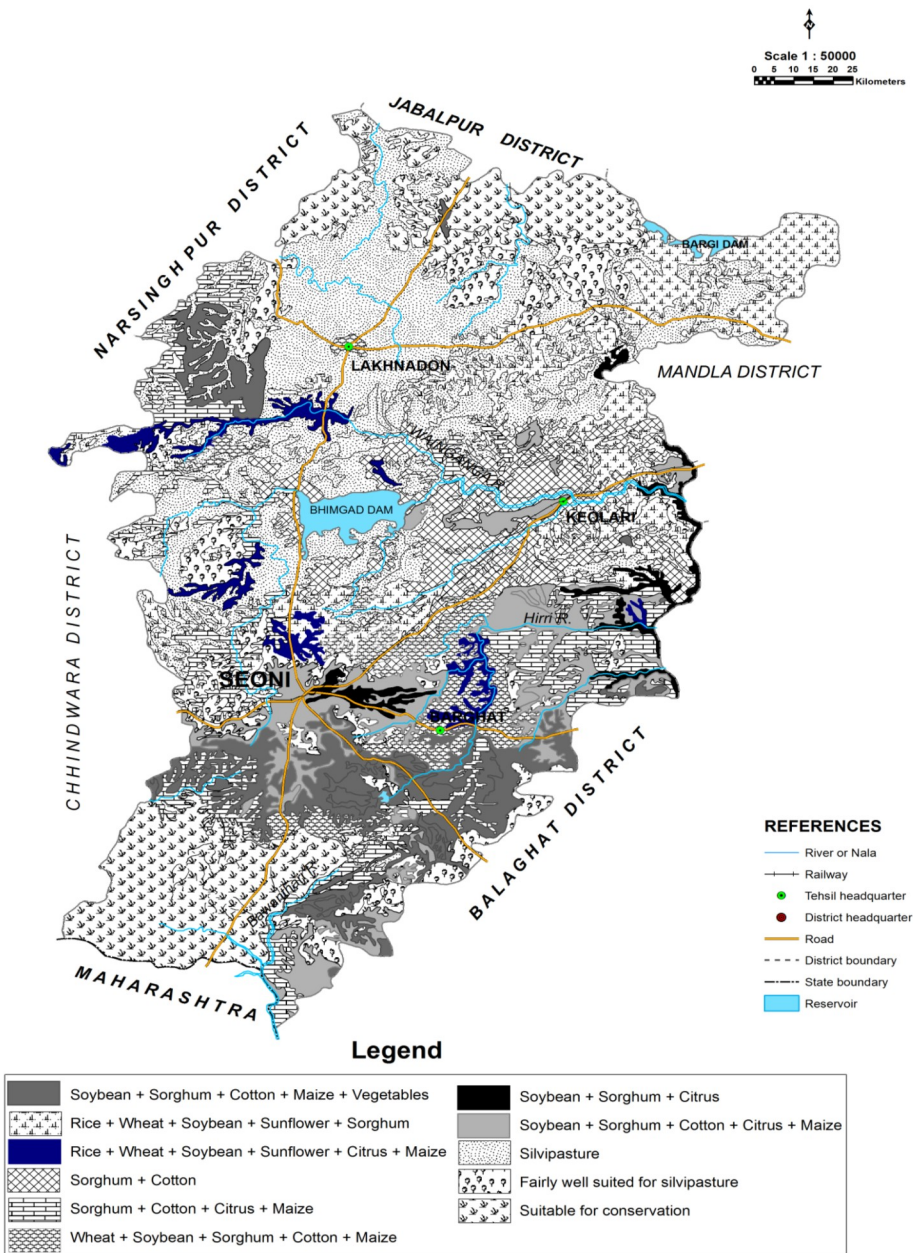 N
Scale 1 : 50000
0 5 10 15 20 25
Kilometers
JABALPUR DISTRICT
NARSINGHPUR DISTRICT
BARGI DAM
LAKHNADON
MANDLA DISTRICT
WAINGANGA R.
BHIMGAD DAM
KEOLARI
CHHINDWARA DISTRICT
Hirri R.
SEONI
BARGHAT
BALAGHAT DISTRICT
MAHARASHTRA
REFERENCES
River or Nala
Railway
Tehsil headquarter
District headquarter
Road
District boundary
State boundary
Reservoir
Legend
Soybean + Sorghum + Cotton + Maize + Vegetables
Rice + Wheat + Soybean + Sunflower + Sorghum
Rice + Wheat + Soybean + Sunflower + Citrus + Maize
Sorghum + Cotton
Sorghum + Cotton + Citrus + Maize
Wheat + Soybean + Sorghum + Cotton + Maize
Soybean + Sorghum + Citrus
Soybean + Sorghum + Cotton + Citrus + Maize
Silvipasture
Fairly well suited for silvipasture
Suitable for conservation